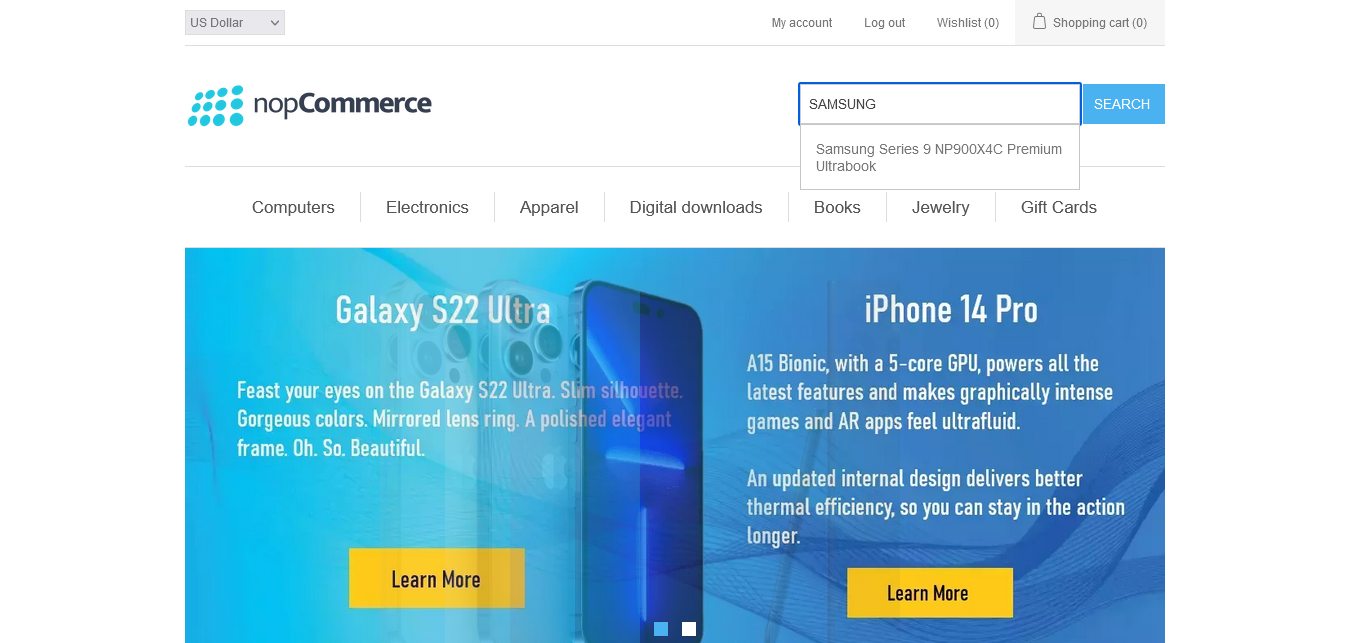 US Dollar
My account
Log out
Wishlist (0)
Shopping cart (0)
nopCommerce
SAMSUNG
SEARCH
Samsung Series 9 NP900X4C Premium
Ultrabook
Computers
Electronics
Apparel
Digital downloads
Books
Jewelry
Gift Cards
Galaxy S22 Ultra
Feast your eyes on the Galaxy S22 Ultra. Slim silhouette.
Gorgeous colors. Mirrored lens ring. A polished elegant
frame. Oh. So. Beautiful.
Learn More
iPhone 14 Pro
A15 Bionic, with a 5-core GPU, powers all the
latest features and makes graphically intense
games and AR apps feel ultrafluid.
An updated internal design delivers better
thermal efficiency, so you can stay in the action
longer.
Learn More